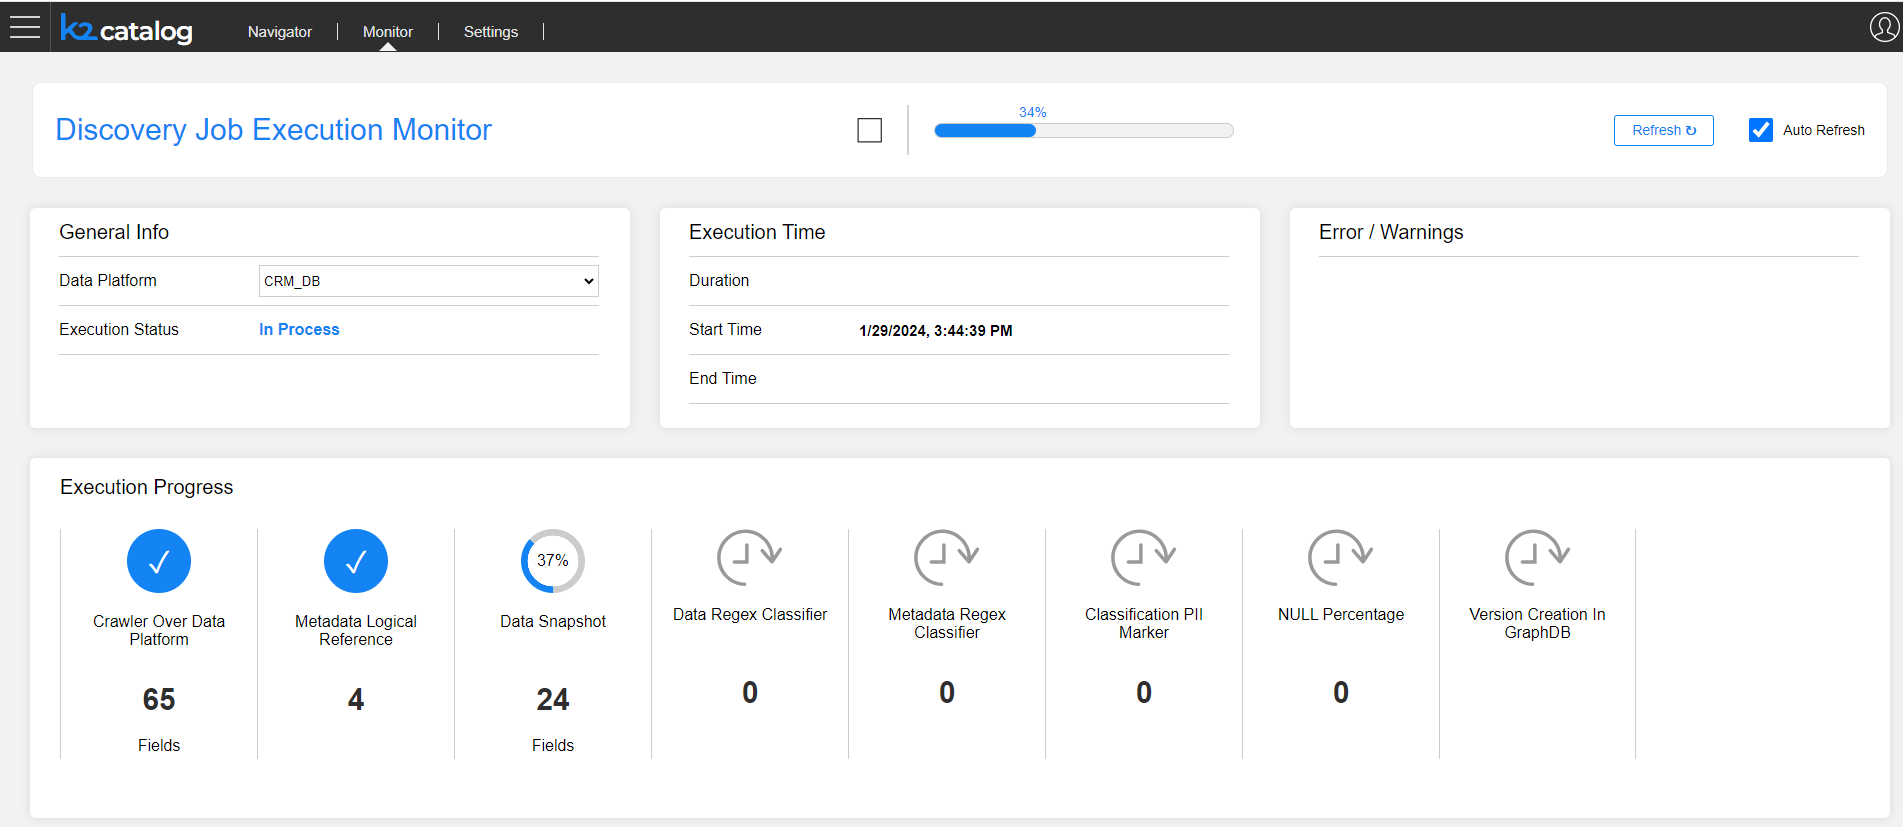 k2catalog
Navigator
Monitor
Settings
Discovery Job Execution Monitor
34%
Refresh ↻
Auto Refresh
General Info
Data Platform
CRM_DB
Execution Status
In Process
Execution Time
Duration
Start Time
1/29/2024, 3:44:39 PM
End Time
Error / Warnings
Execution Progress
Crawler Over Data
Platform
65
Fields
Metadata Logical
Reference
4
37%
Data Snapshot
24
Fields
Data Regex Classifier
0
Metadata Regex
Classifier
0
Classification PII
Marker
0
NULL Percentage
0
Version Creation In
GraphDB